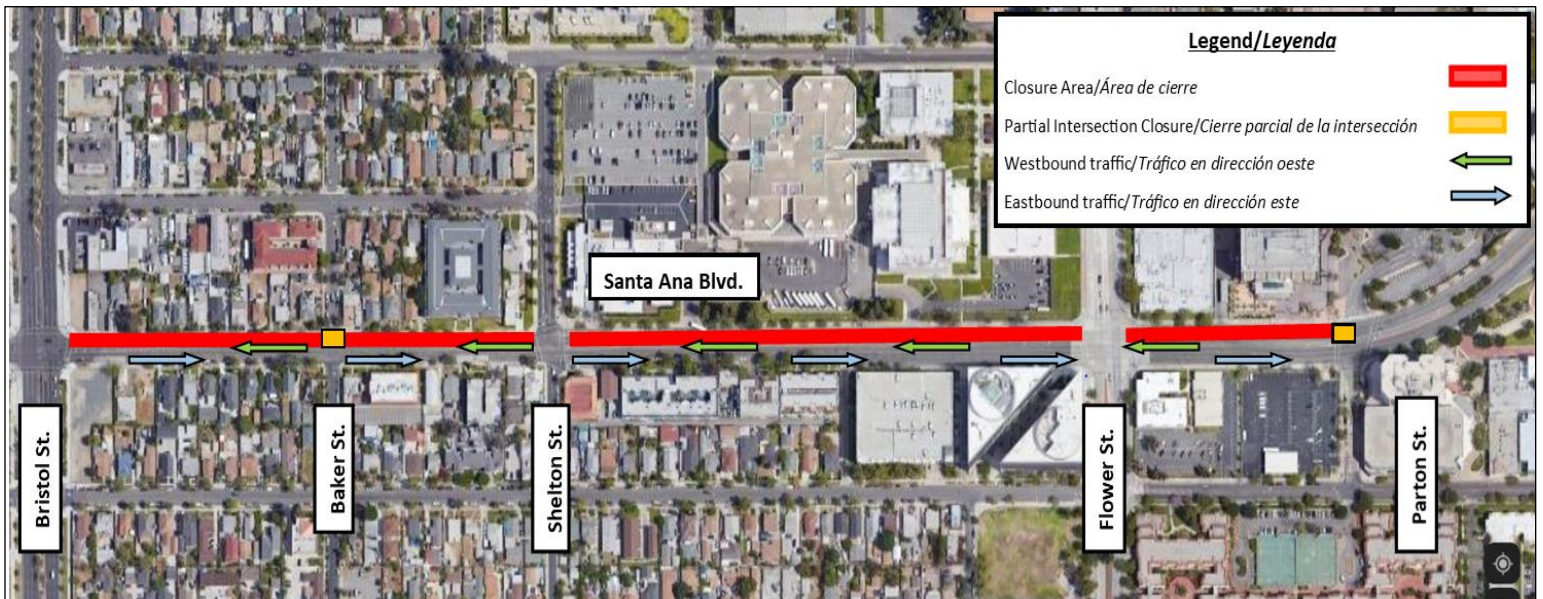 Legend/Leyenda
Closure Area/Área de cierre
Partial Intersection Closure/Cierre parcial de la intersección
Westbound traffic/Tráfico en dirección oeste
Eastbound traffic/Tráfico en dirección este
Santa Ana Blvd.
Bristol St.
Baker St.
Shelton St.
Flower St.
Parton St.